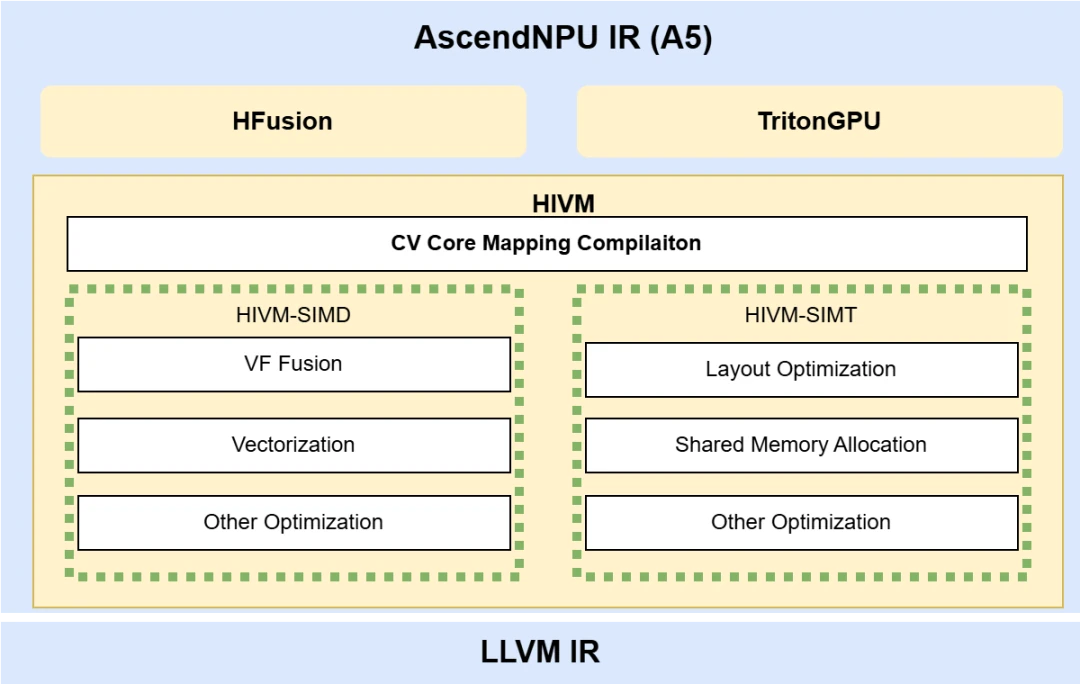 AscendNPU IR (A5)
HFusion
TritonGPU
HIVM
CV Core Mapping Compilaiton
HIVM-SIMD
VF Fusion
Vectorization
Other Optimization
HIVM-SIMT
Layout Optimization
Shared Memory Allocation
Other Optimization
LLVM IR